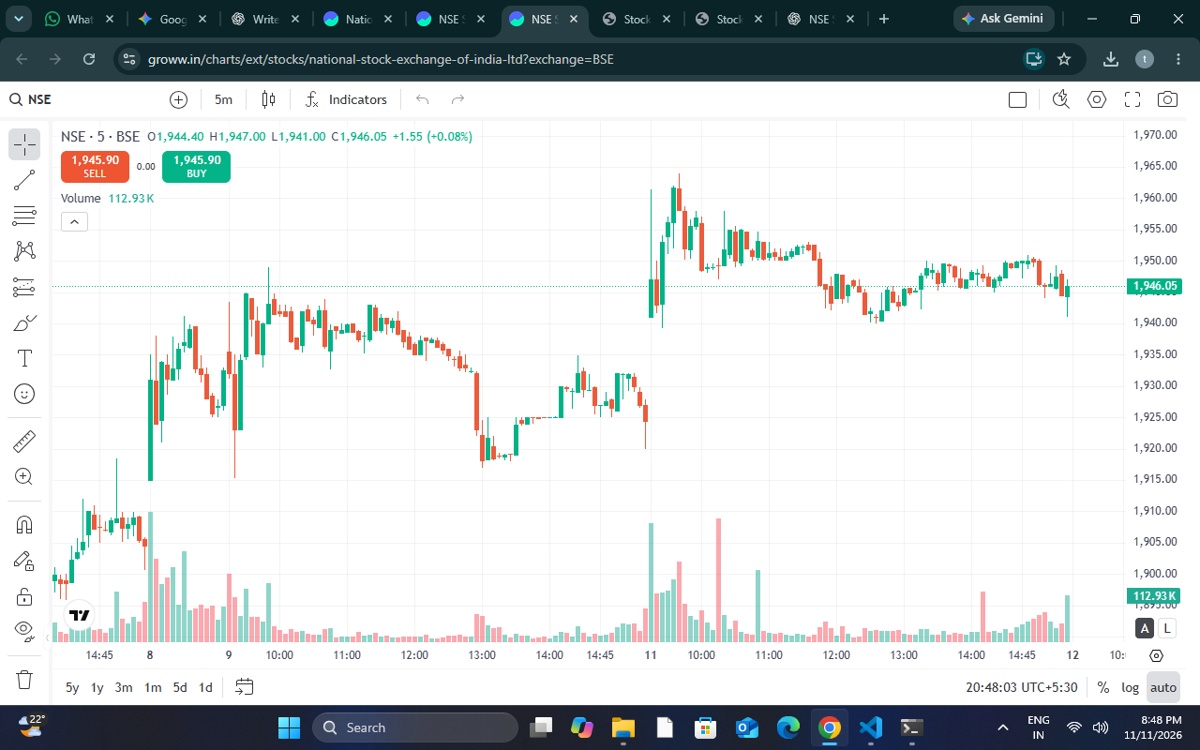 What
Goog
Write
Natio
NSE
NSE
Stock
Stock
NSE
Ask Gemini
groww.in/charts/ext/stocks/national-stock-exchange-of-india-ltd?exchange=BSE
t
NSE
5m
Indicators
NSE · 5 · BSE O1,944.40 H1,947.00 L1,941.00 C1,946.05 +1.55 (+0.08%)
1,945.90 SELL
0.00
1,945.90 BUY
Volume 112.93K
1,970.00
1,965.00
1,960.00
1,955.00
1,950.00
1,946.05
1,940.00
1,935.00
1,930.00
1,925.00
1,920.00
1,915.00
1,910.00
1,905.00
1,900.00
112.93K
1,895.00
A L
14:45 8 9 10:00 11:00 12:00 13:00 14:00 14:45 11 10:00 11:00 12:00 13:00 14:00 14:45 12 10:
5y 1y 3m 1m 5d 1d
20:48:03 UTC+5:30 % log auto
22°
Search
ENG
IN
8:48 PM
11/11/2026